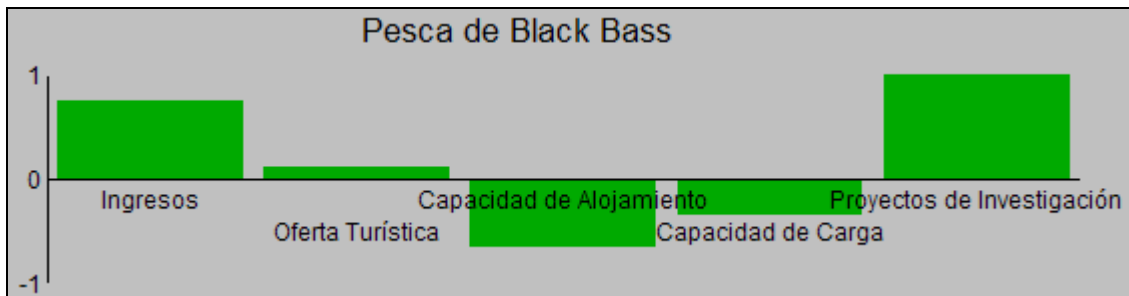 Pesca de Black Bass
1
0
Ingresos
Capacidad de Alojamiento
Proyectos de Investigación
Oferta Turística
Capacidad de Carga
-1